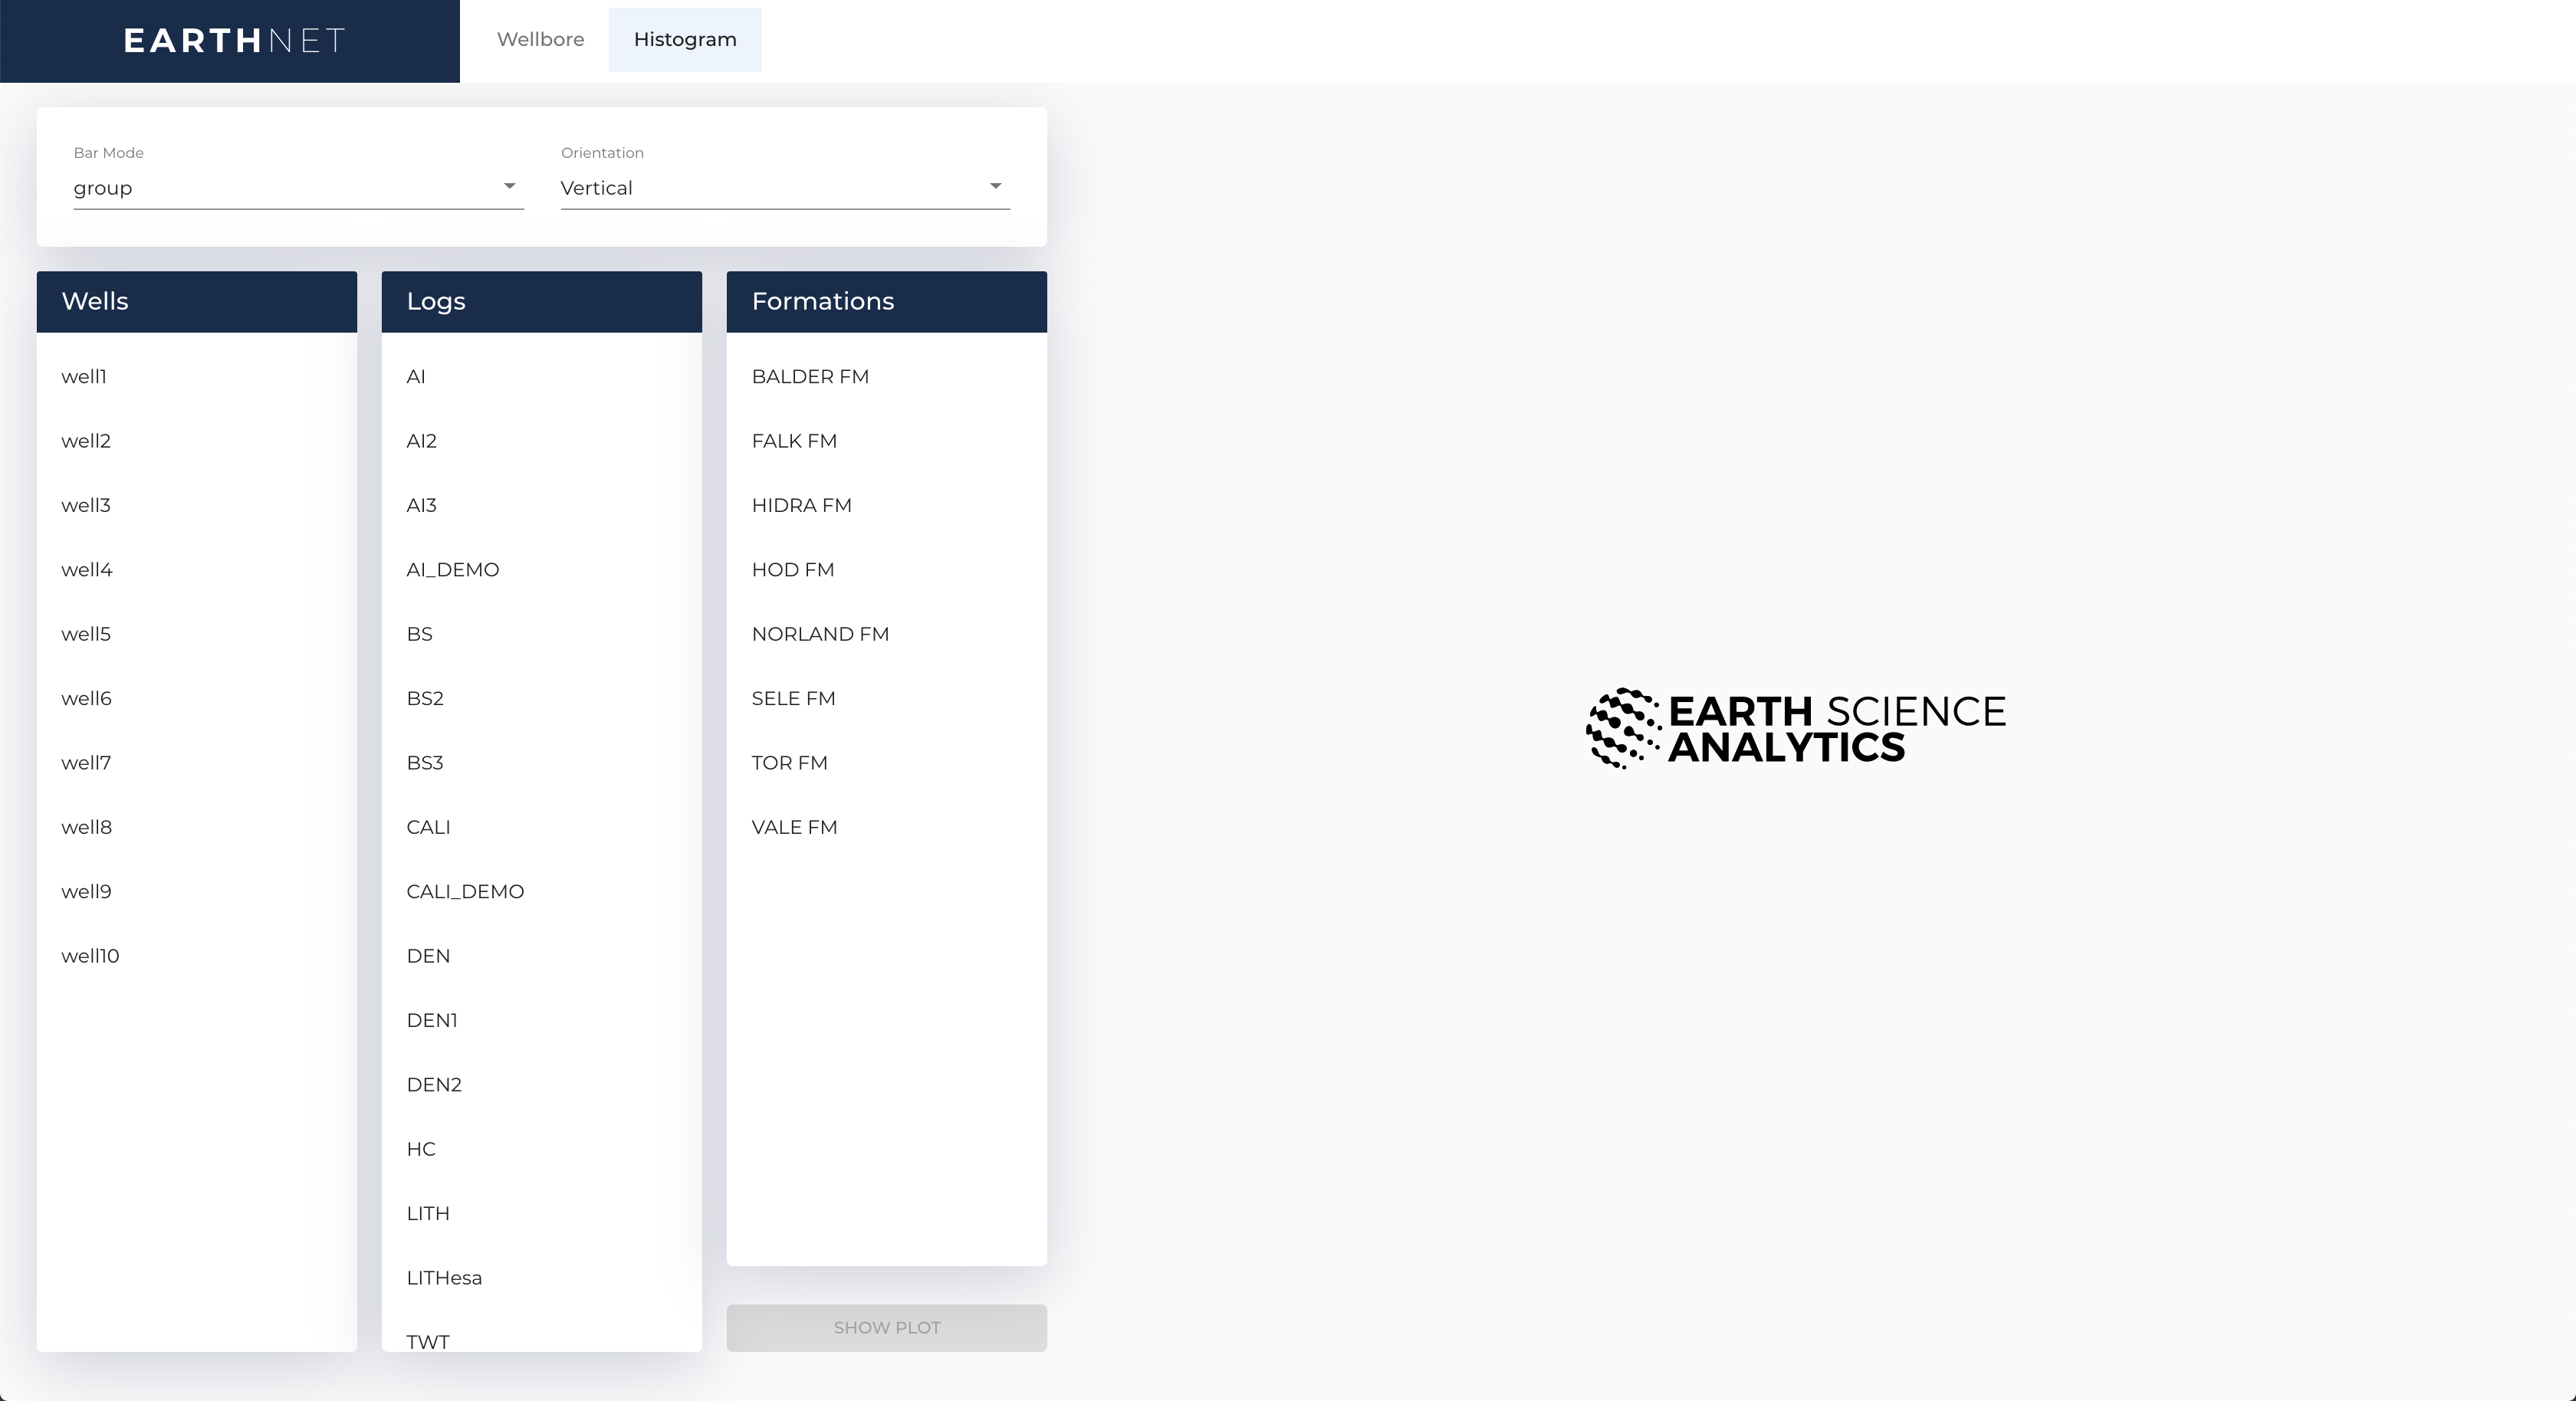 EARTHNET
Wellbore
Histogram
Bar Mode
group
Orientation
Vertical
Wells
well1
well2
well3
well4
well5
well6
well7
well8
well9
well10
Logs
AI
AI2
AI3
AI_DEMO
BS
BS2
BS3
CALI
CALI_DEMO
DEN
DEN1
DEN2
HC
LITH
LITHesa
TWT
Formations
BALDER FM
FALK FM
HIDRA FM
HOD FM
NORLAND FM
SELE FM
TOR FM
VALE FM
SHOW PLOT
EARTH SCIENCE
ANALYTICS